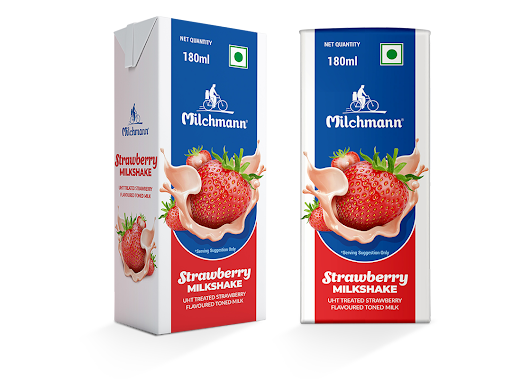 NET QUANTITY
180ml
Milchmann®
*Serving Suggestion Only
Strawberry
MILKSHAKE
UHT TREATED STRAWBERRY
FLAVOURED TONED MILK
Milchmann®
Strawberry
MILKSHAKE
UHT TREATED STRAWBERRY
FLAVOURED TONED MILK
NET QUANTITY
180ml
Milchmann®
*Serving Suggestion Only
Strawberry
MILKSHAKE
UHT TREATED STRAWBERRY
FLAVOURED TONED MILK